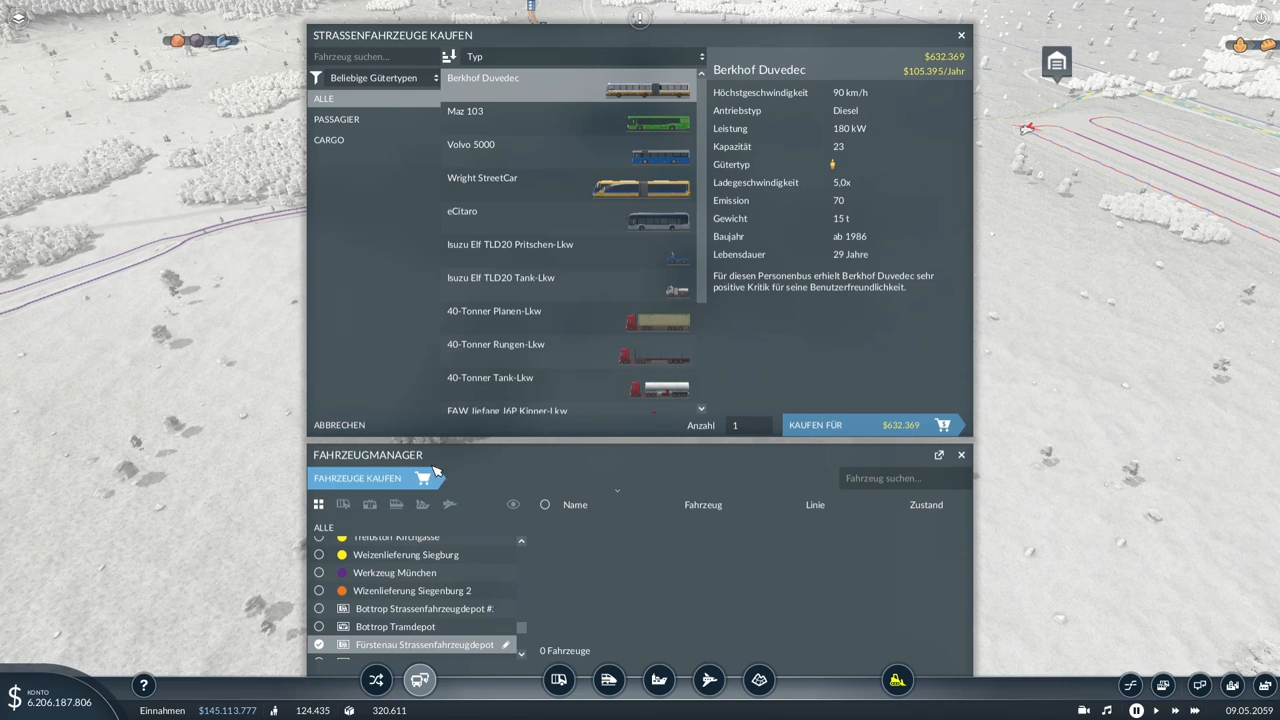 STRASSENFAHRZEUGE KAUFEN
Fahrzeug suchen...
Typ
Beliebige Gütertypen
ALLE
PASSAGIER
CARGO
Berkhof Duvedec
Maz 103
Volvo 5000
Wright StreetCar
eCitaro
Isuzu Elf TLD20 Pritschen-Lkw
Isuzu Elf TLD20 Tank-Lkw
40-Tonner Planen-Lkw
40-Tonner Rungen-Lkw
40-Tonner Tank-Lkw
FAW Jiefang J6P Kipper-Lkw
$632.369
Berkhof Duvedec
$105.395/Jahr
Höchstgeschwindigkeit 90 km/h
Antriebstyp Diesel
Leistung 180 kW
Kapazität 23
Gütertyp
Ladegeschwindigkeit 5,0x
Emission 70
Gewicht 15 t
Baujahr ab 1986
Lebensdauer 29 Jahre
Für diesen Personenbus erhielt Berkhof Duvedec sehr
positive Kritik für seine Benutzerfreundlichkeit.
ABBRECHEN
Anzahl 1
KAUFEN FÜR $632.369
FAHRZEUGMANAGER
FAHRZEUGE KAUFEN
Fahrzeug suchen...
Name Fahrzeug Linie Zustand
ALLE
Weizenlieferung Siegburg
Werkzeug München
Wizenlieferung Siegenburg 2
Bottrop Strassenfahrzeugdepot #
Bottrop Tramdepot
Fürstenau Strassenfahrzeugdepot
0 Fahrzeuge
$ KONTO
6.206.187.806
?
Einnahmen $145.113.777 124.435 320.611
09.05.2059